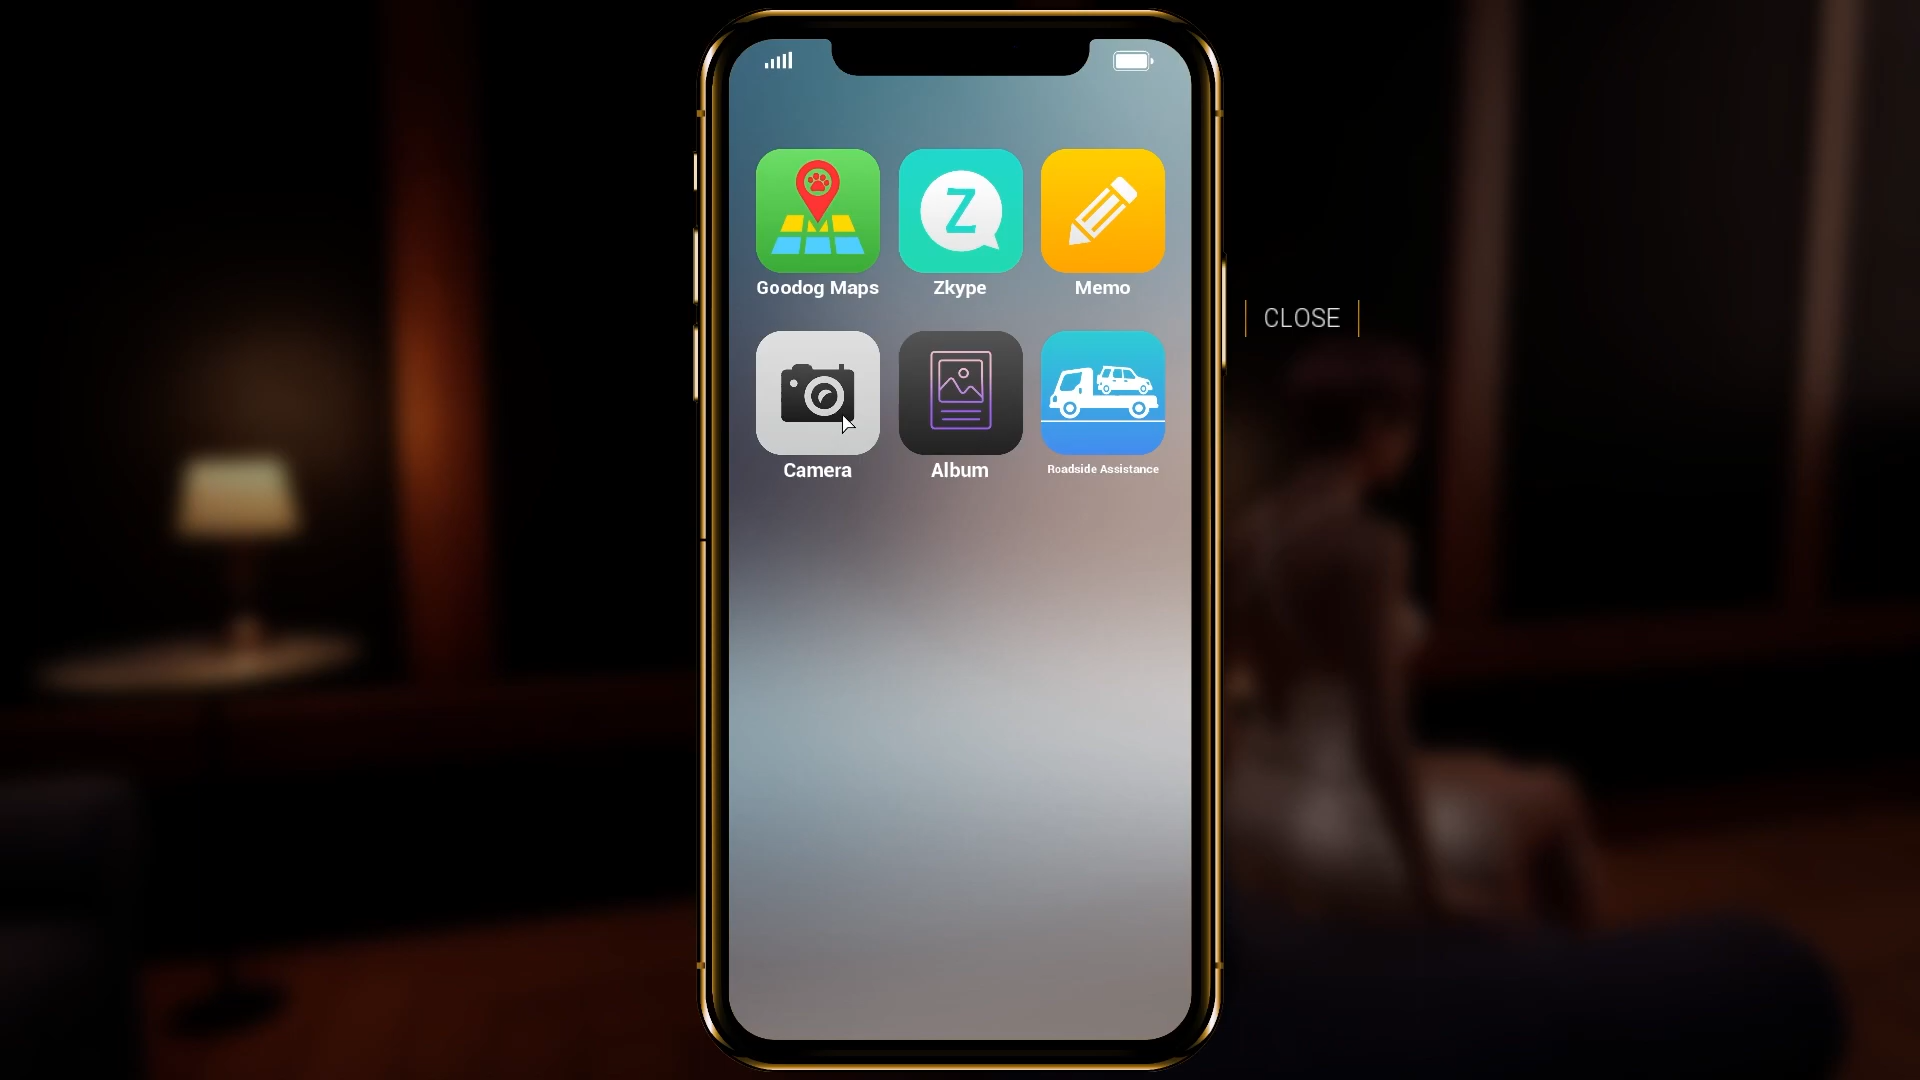 Z
Goodog Maps
Zkype
Memo
CLOSE
Camera
Album
Roadside Assistance